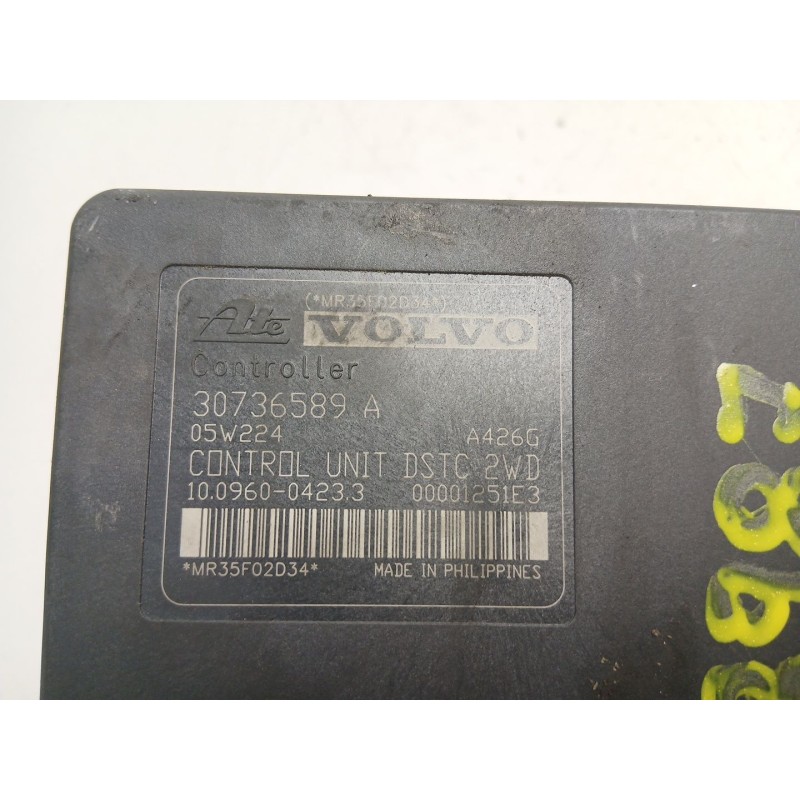 (*MR35F02D34*)
Ate VOLVO
Controller
30736589 A
05W224 A426G
CONTROL UNIT DSTC 2WD
10.0960-0423.3 00001251E3
*MR35F02D34* MADE IN PHILIPPINES